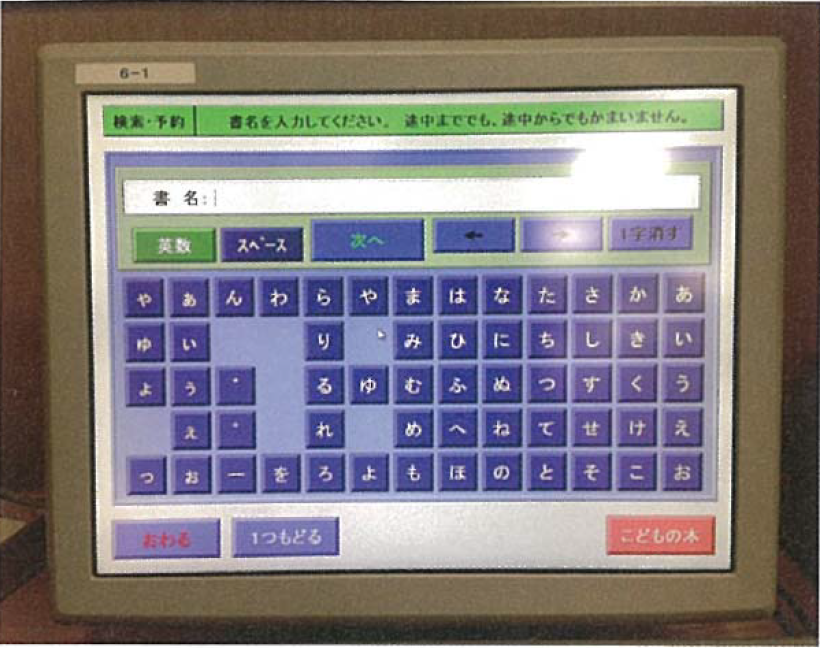 6-1
検索・予約 書名を入力してください。 途中まででも、途中からでもかまいません。
書 名:
英数 スペース 次へ ← → 1字消す
ゃ ぁ ん わ ら や ま は な た さ か あ
ゅ ぃ り み ひ に ち し き い
ょ ぅ ゛ る ゆ む ふ ぬ つ す く う
ぇ ゜ れ め へ ね て せ け え
っ ぉ ー を ろ よ も ほ の と そ こ お
おわる 1つもどる こどもの本